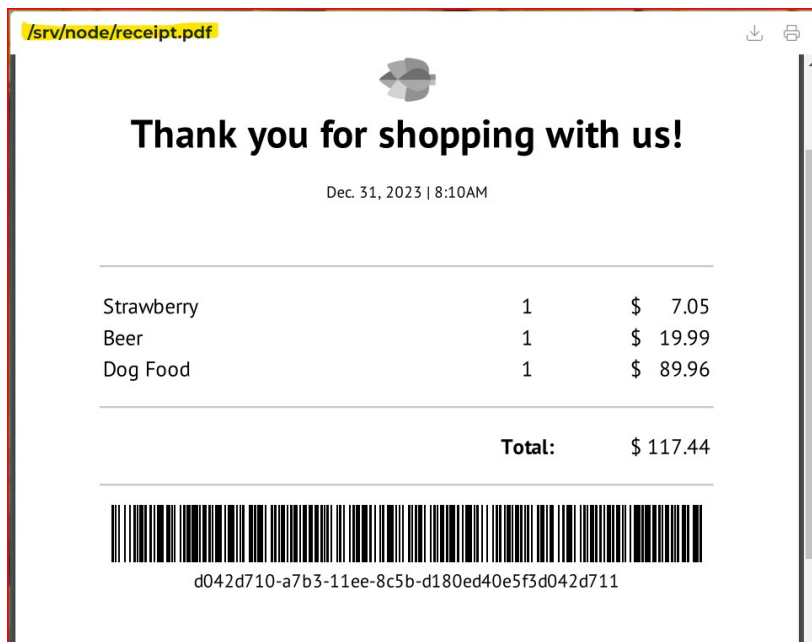 /srv/node/receipt.pdf
Thank you for shopping with us!
Dec. 31, 2023 | 8:10AM
Strawberry 1 $ 7.05
Beer 1 $ 19.99
Dog Food 1 $ 89.96
Total: $ 117.44
d042d710-a7b3-11ee-8c5b-d180ed40e5f3d042d711